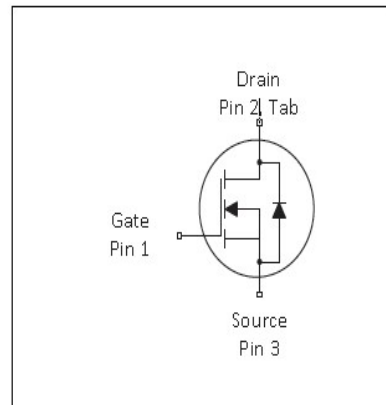 Drain
Pin 2, Tab
Gate
Pin 1
Source
Pin 3